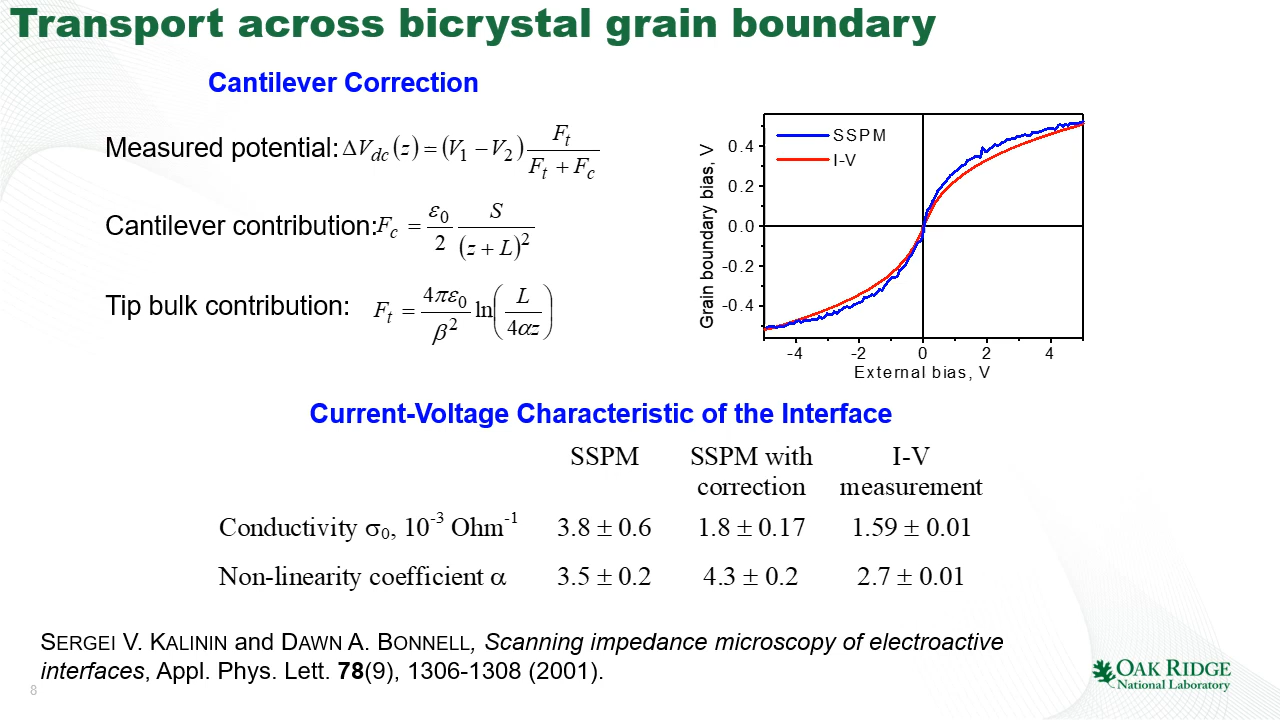 Transport across bicrystal grain boundary
Cantilever Correction
Measured potential: ΔV_dc(z) = (V_1 − V_2) F_t / (F_t + F_c)
Cantilever contribution: F_c = ε_0/2 S/(z + L)^2
Tip bulk contribution: F_t = 4πε_0/β^2 ln(L/4αz)
SSPM
I-V
Grain boundary bias, V
0.4
0.2
0.0
-0.2
-0.4
-4 -2 0 2 4
External bias, V
Current-Voltage Characteristic of the Interface
SSPM SSPM with correction I-V measurement
Conductivity σ_0, 10^-3 Ohm^-1 3.8 ± 0.6 1.8 ± 0.17 1.59 ± 0.01
Non-linearity coefficient α 3.5 ± 0.2 4.3 ± 0.2 2.7 ± 0.01
SERGEI V. KALININ and DAWN A. BONNELL, Scanning impedance microscopy of electroactive
interfaces, Appl. Phys. Lett. 78(9), 1306-1308 (2001).
8
OAK RIDGE
National Laboratory